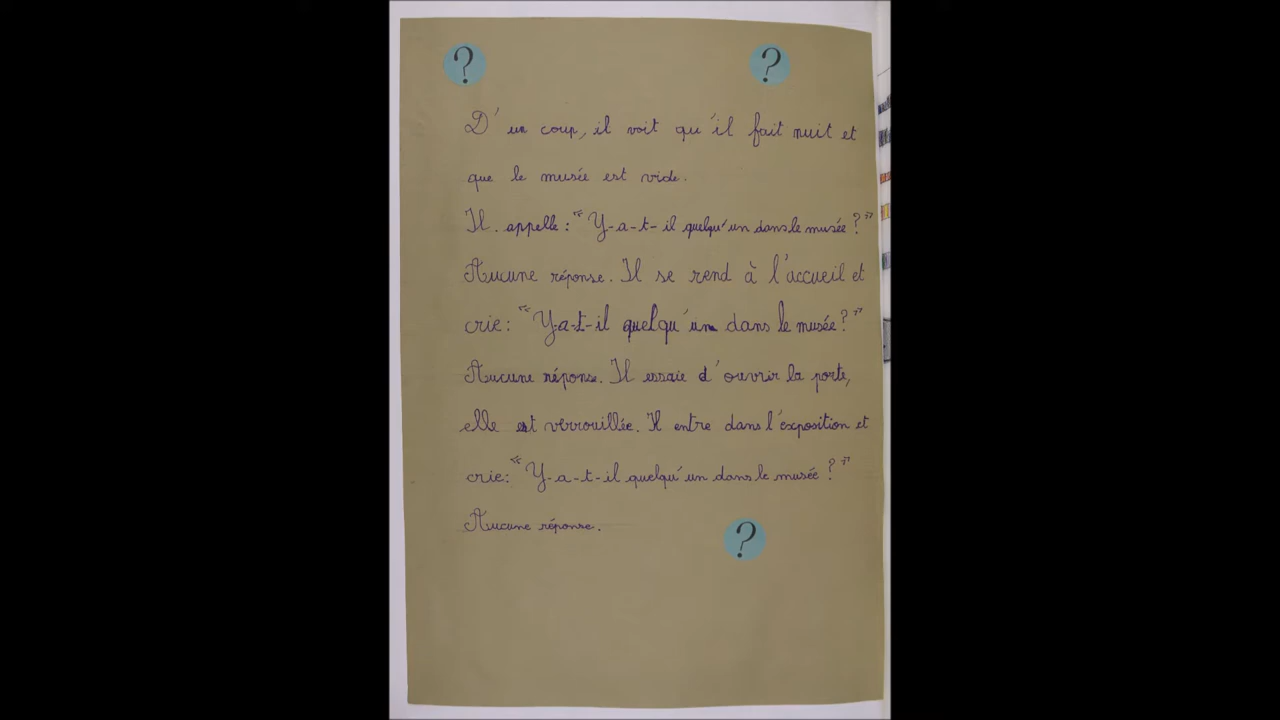 ?
?
D'un coup, il voit qu'il fait nuit et
que le musée est vide.
Il appelle : « Y-a-t-il quelqu'un dans le musée ? »
Aucune réponse. Il se rend à l'accueil et
crie : « Y-a-t-il quelqu'un dans le musée ? »
Aucune réponse. Il essaie d'ouvrir la porte,
elle est verrouillée. Il entre dans l'exposition et
crie : « Y-a-t-il quelqu'un dans le musée ? »
Aucune réponse.
?